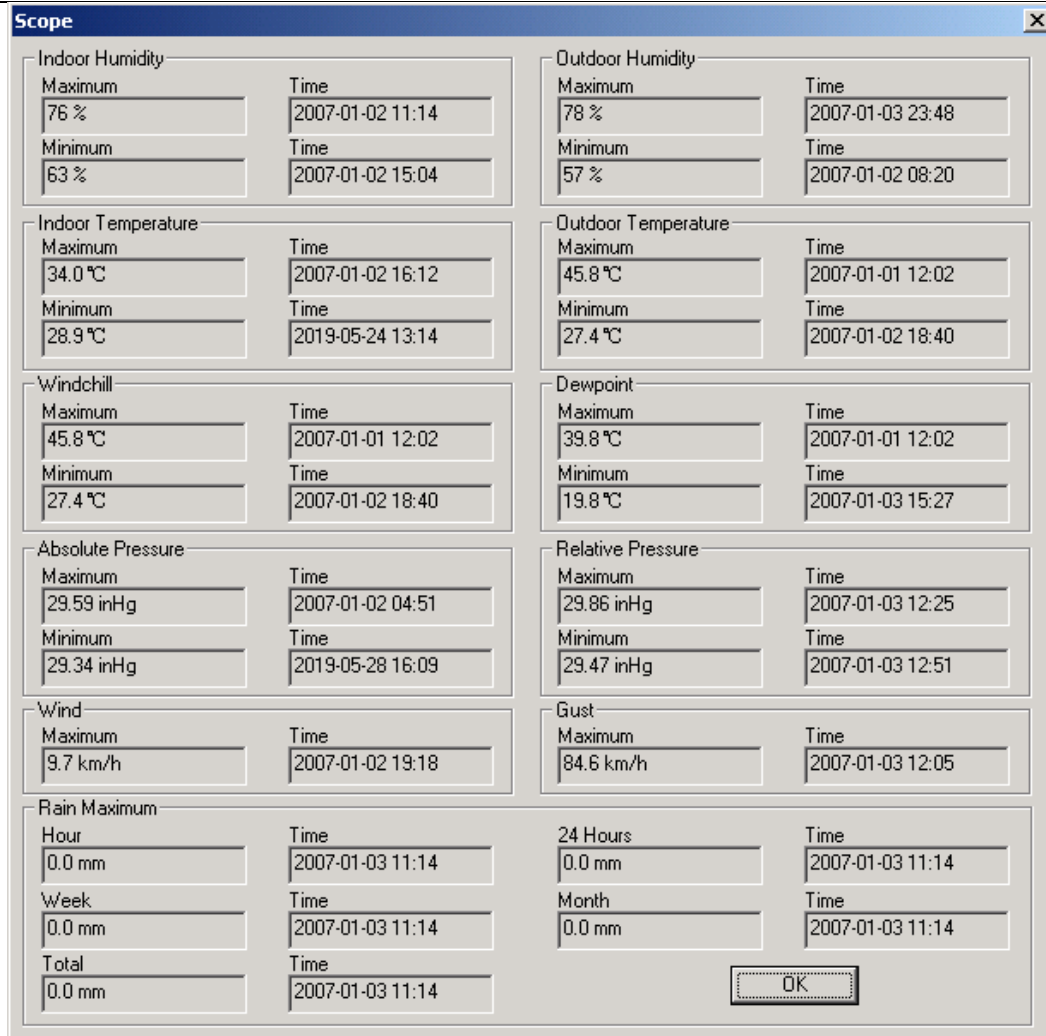 Scope
Indoor Humidity
Outdoor Humidity
Maximum Time Maximum Time
76 % 2007-01-02 11:14 78 % 2007-01-03 23:48
Minimum Time Minimum Time
63 % 2007-01-02 15:04 57 % 2007-01-02 08:20
Indoor Temperature
Outdoor Temperature
Maximum Time Maximum Time
34.0 ℃ 2007-01-02 16:12 45.8 ℃ 2007-01-01 12:02
Minimum Time Minimum Time
28.9 ℃ 2019-05-24 13:14 27.4 ℃ 2007-01-02 18:40
Windchill
Dewpoint
Maximum Time Maximum Time
45.8 ℃ 2007-01-01 12:02 39.8 ℃ 2007-01-01 12:02
Minimum Time Minimum Time
27.4 ℃ 2007-01-02 18:40 19.8 ℃ 2007-01-03 15:27
Absolute Pressure
Relative Pressure
Maximum Time Maximum Time
29.59 inHg 2007-01-02 04:51 29.86 inHg 2007-01-03 12:25
Minimum Time Minimum Time
29.34 inHg 2019-05-28 16:09 29.47 inHg 2007-01-03 12:51
Wind
Gust
Maximum Time Maximum Time
9.7 km/h 2007-01-02 19:18 84.6 km/h 2007-01-03 12:05
Rain Maximum
Hour Time 24 Hours Time
0.0 mm 2007-01-03 11:14 0.0 mm 2007-01-03 11:14
Week Time Month Time
0.0 mm 2007-01-03 11:14 0.0 mm 2007-01-03 11:14
Total Time
0.0 mm 2007-01-03 11:14
OK